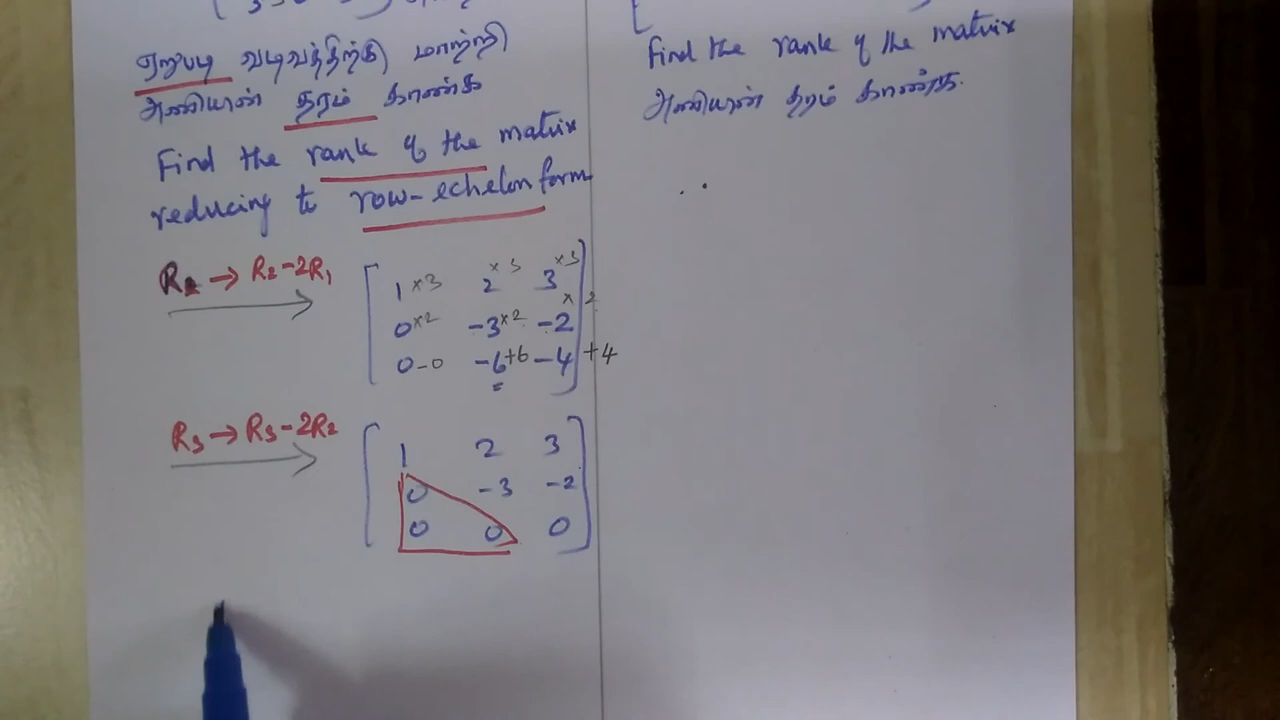 ஏறுபடி வடிவத்திற்கு மாற்றி
அணியின் தரம் காண்க
Find the rank of the matrix
reducing to row-echelon form
R₂ → R₂-2R₁
1 ×3 2 ×3 3 ×3
0 ×2 -3 ×2 -2 ×2
0-0 -6+6 -4+4
R₃ → R₃-2R₂
1 2 3
0 -3 -2
0 0 0
Find the rank of the matrix
அணியின் தரம் காண்க.